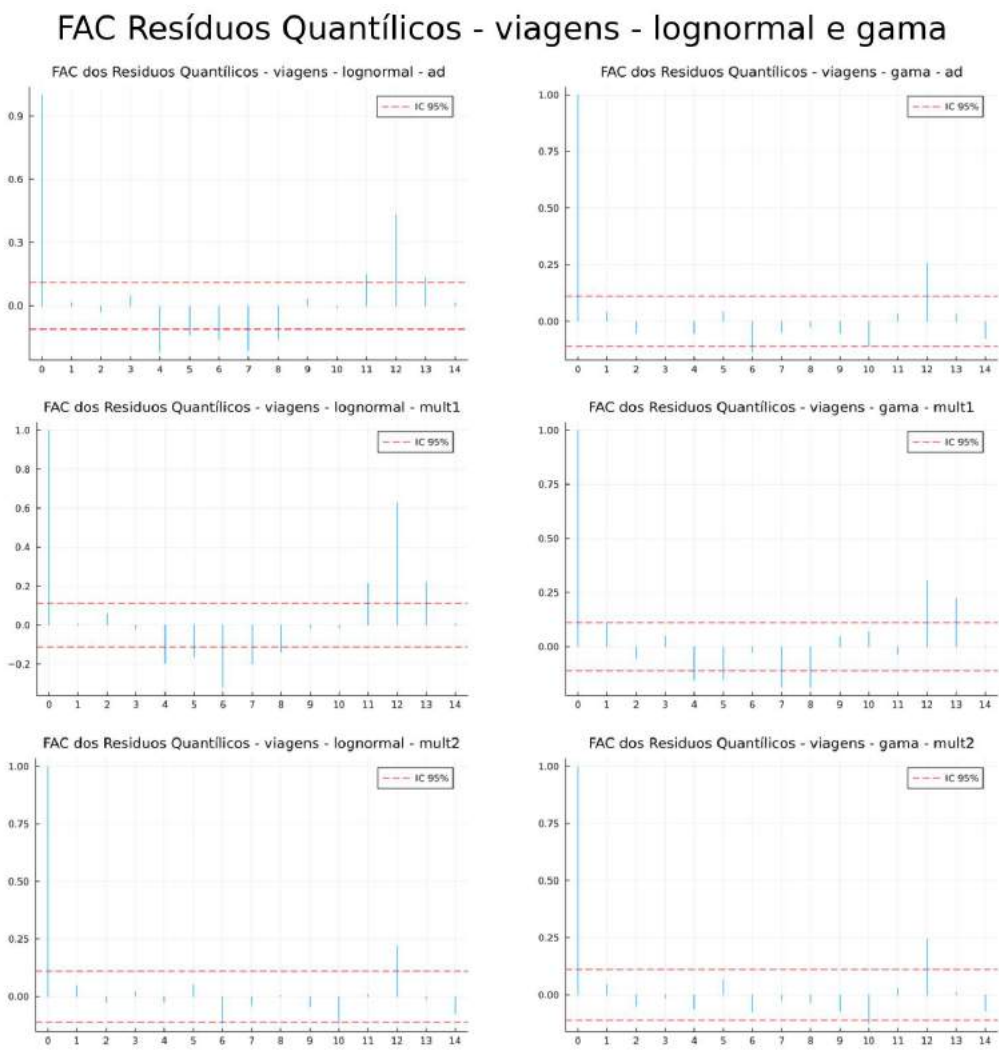 FAC Resíduos Quantílicos - viagens - lognormal e gama
FAC dos Residuos Quantílicos - viagens - lognormal - ad
IC 95%
0.9
0.6
0.3
0.0
0 1 2 3 4 5 6 7 8 9 10 11 12 13 14
FAC dos Residuos Quantílicos - viagens - gama - ad
IC 95%
1.00
0.75
0.50
0.25
0.00
0 1 2 3 4 5 6 7 8 9 10 11 12 13 14
FAC dos Residuos Quantílicos - viagens - lognormal - mult1
IC 95%
1.0
0.8
0.6
0.4
0.2
0.0
−0.2
0 1 2 3 4 5 6 7 8 9 10 11 12 13 14
FAC dos Residuos Quantílicos - viagens - gama - mult1
IC 95%
1.00
0.75
0.50
0.25
0.00
0 1 2 3 4 5 6 7 8 9 10 11 12 13 14
FAC dos Residuos Quantílicos - viagens - lognormal - mult2
IC 95%
1.00
0.75
0.50
0.25
0.00
0 1 2 3 4 5 6 7 8 9 10 11 12 13 14
FAC dos Residuos Quantílicos - viagens - gama - mult2
IC 95%
1.00
0.75
0.50
0.25
0.00
0 1 2 3 4 5 6 7 8 9 10 11 12 13 14